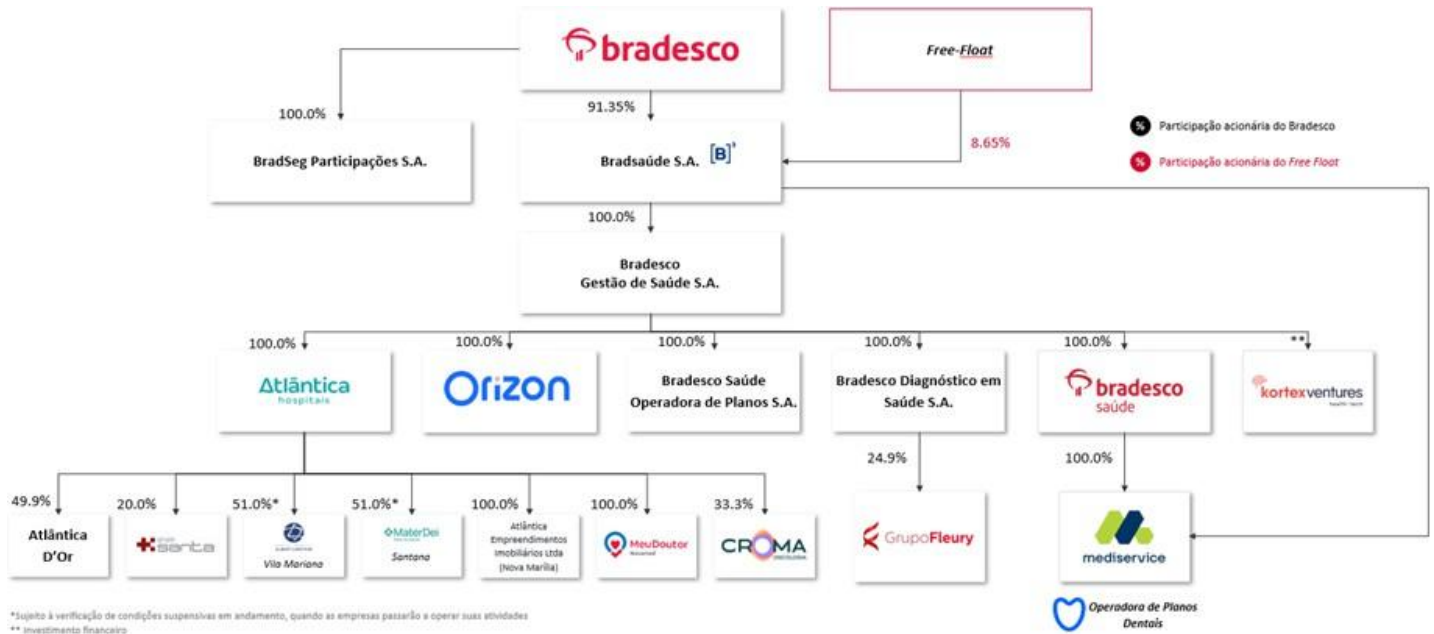 bradesco
Free-Float
100.0%
91.35%
8.65%
% Participação acionária do Bradesco
% Participação acionária do Free Float
BradSeg Participações S.A.
Bradsaúde S.A. [B]³
100.0%
Bradesco
Gestão de Saúde S.A.
100.0%
100.0%
100.0%
100.0%
100.0%
**
Atlântica
hospitais
Orizon
Bradesco Saúde
Operadora de Planos S.A.
Bradesco Diagnóstico em
Saúde S.A.
bradesco
saúde
kortexventures
49.9%
20.0%
51.0%*
51.0%*
100.0%
100.0%
33.3%
24.9%
100.0%
Atlântica
D'Or
santa
Vila Mariana
MaterDei
Santana
Atlântica
Empreendimentos
Imobiliários Ltda
(Nova Marília)
MeuDoutor
Novamed
CROMA
ONCOLOGIA
GrupoFleury
mediservice
Operadora de Planos
Dentais
*Sujeito à verificação de condições suspensivas em andamento, quando as empresas passarão a operar suas atividades
** Investimento financeiro